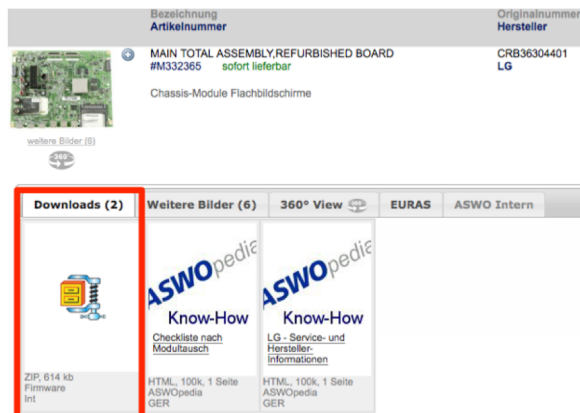 Bezeichnung
Artikelnummer
Originalnummer
Hersteller
MAIN TOTAL ASSEMBLY,REFURBISHED BOARD
#M332365 sofort lieferbar
CRB36304401
LG
Chassis-Module Flachbildschirme
weitere Bilder (6)
360°
Downloads (2)
Weitere Bilder (6)
360° View
EURAS
ASWO Intern
ASWOpedia
Know-How
Checkliste nach
Modultausch
ASWOpedia
Know-How
LG - Service- und
Hersteller-
Informationen
ZIP, 614 kb
Firmware
Int
HTML, 100k, 1 Seite
ASWOpedia
GER
HTML, 100k, 1 Seite
ASWOpedia
GER